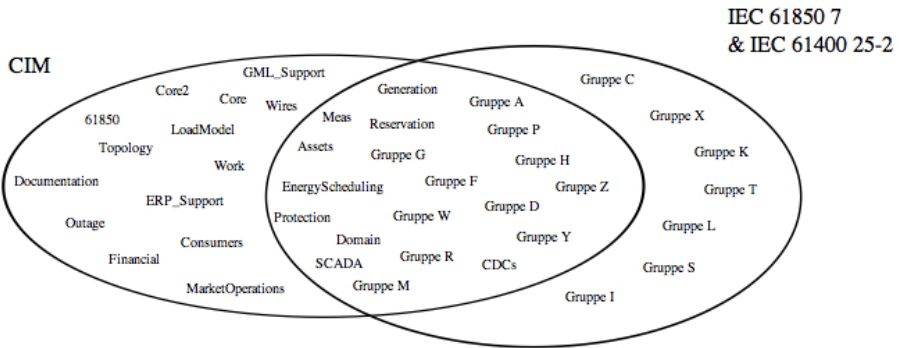 IEC 61850 7
& IEC 61400 25-2
CIM
GML_Support
Core2
Core
Wires
61850
LoadModel
Topology
Work
Documentation
ERP_Support
Outage
Consumers
Financial
MarketOperations
Generation
Meas
Gruppe A
Reservation
Gruppe P
Assets
Gruppe G
Gruppe H
EnergyScheduling
Gruppe F
Gruppe Z
Protection
Gruppe W
Gruppe D
Domain
Gruppe Y
SCADA
Gruppe R
CDCs
Gruppe M
Gruppe C
Gruppe X
Gruppe K
Gruppe T
Gruppe L
Gruppe S
Gruppe I